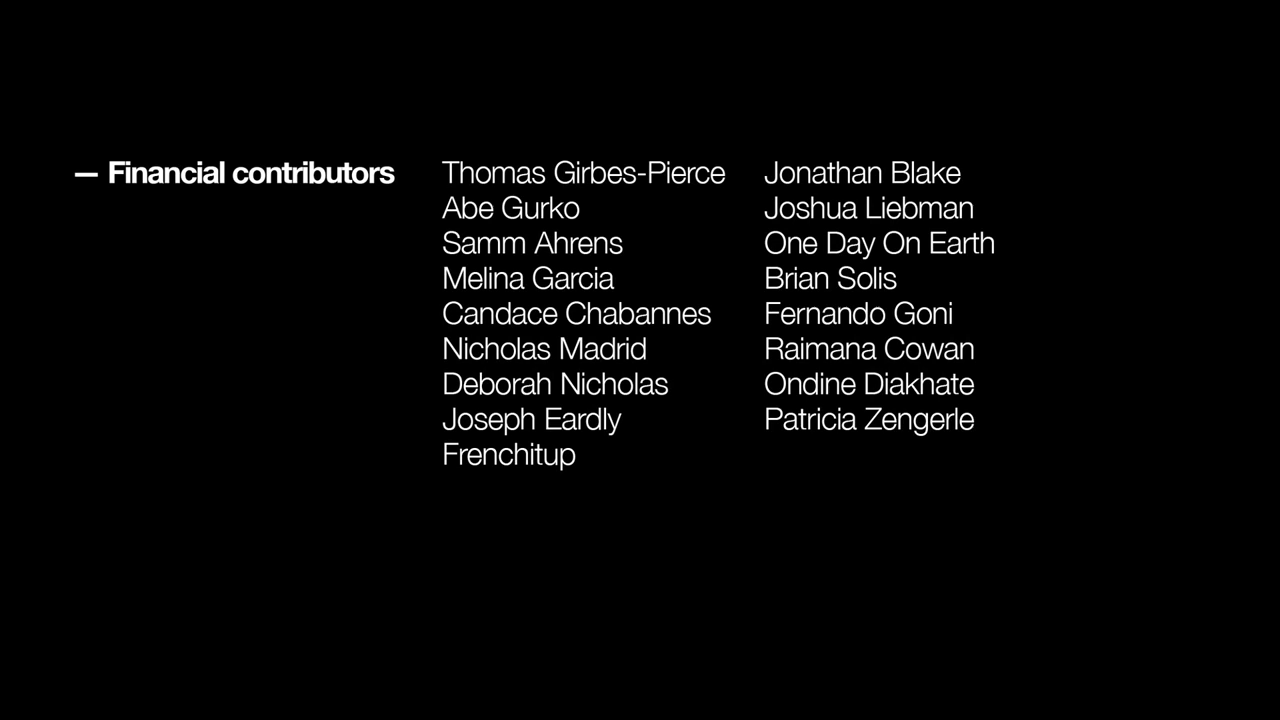 — Financial contributors
Thomas Girbes-Pierce
Abe Gurko
Samm Ahrens
Melina Garcia
Candace Chabannes
Nicholas Madrid
Deborah Nicholas
Joseph Eardly
Frenchitup
Jonathan Blake
Joshua Liebman
One Day On Earth
Brian Solis
Fernando Goni
Raimana Cowan
Ondine Diakhate
Patricia Zengerle